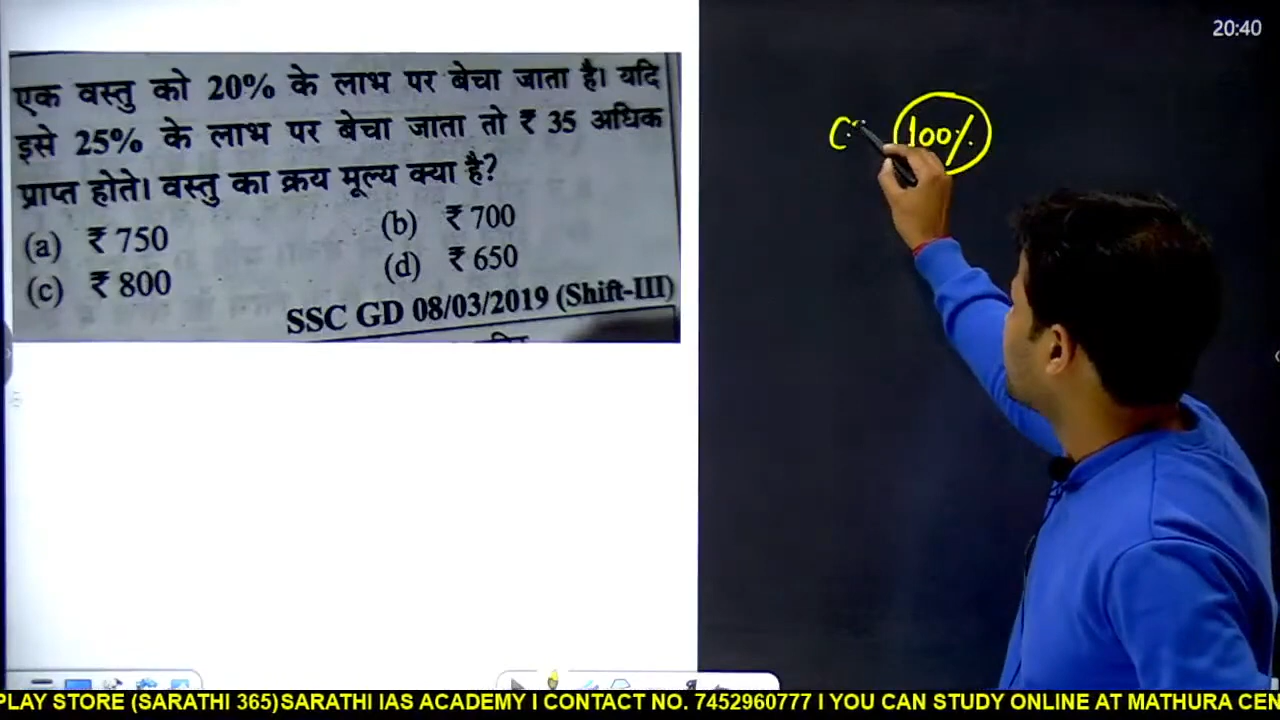 20:40
एक वस्तु को 20% के लाभ पर बेचा जाता है। यदि
इसे 25% के लाभ पर बेचा जाता तो ₹ 35 अधिक
प्राप्त होते। वस्तु का क्रय मूल्य क्या है?
(a) ₹ 750 (b) ₹ 700
(c) ₹ 800 (d) ₹ 650
SSC GD 08/03/2019 (Shift-III)
100%
PLAY STORE (SARATHI 365)SARATHI IAS ACADEMY I CONTACT NO. 7452960777 I YOU CAN STUDY ONLINE AT MATHURA CEN